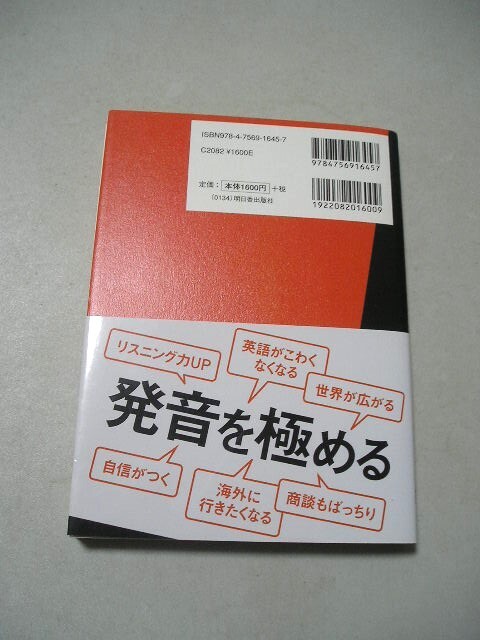 ISBN978-4-7569-1645-7
C2082 ¥1600E
定価：本体1600円＋税
(0134)明日香出版社
9784756916457
1922082016009
リスニング力UP
英語がこわく
なくなる
世界が広がる
発音を極める
自信がつく
海外に
行きたくなる
商談もばっちり